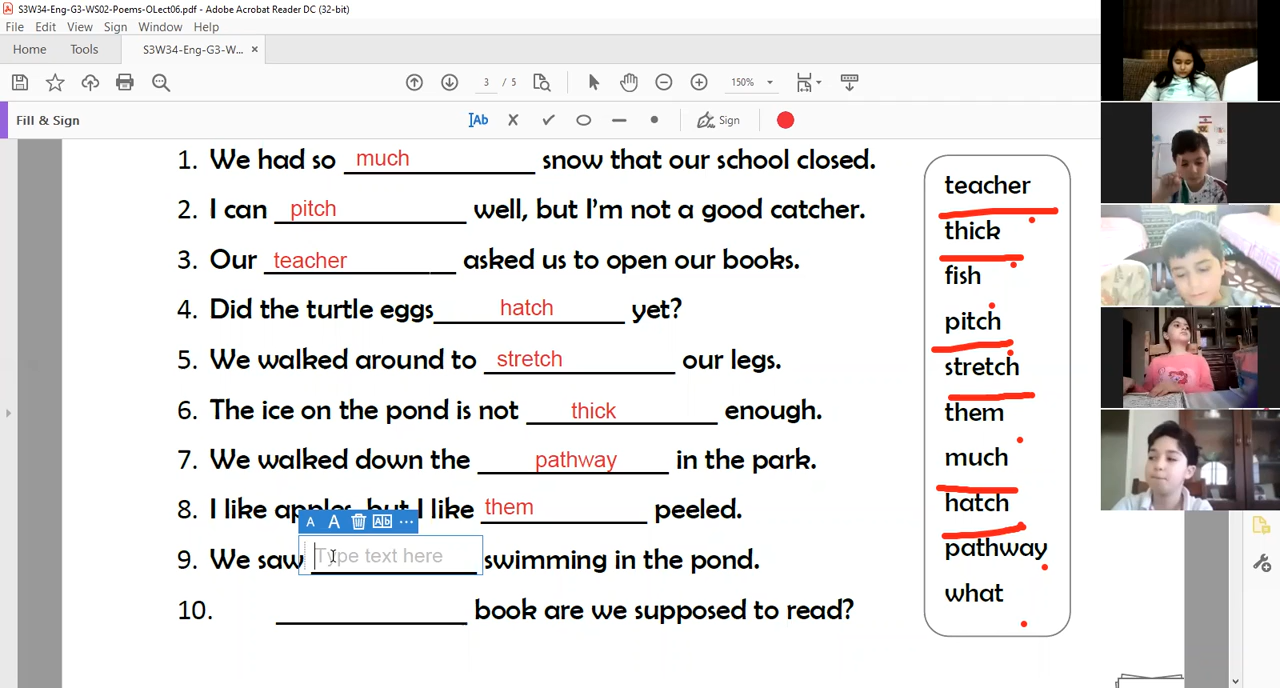 S3W34-Eng-G3-WS02-Poems-OLect06.pdf - Adobe Acrobat Reader DC (32-bit)
File Edit View Sign Window Help
Home Tools S3W34-Eng-G3-W... ×
3 / 5 150%
Fill & Sign Ab Sign
1. We had so much snow that our school closed.
2. I can pitch well, but I'm not a good catcher.
3. Our teacher asked us to open our books.
4. Did the turtle eggs hatch yet?
5. We walked around to stretch our legs.
6. The ice on the pond is not thick enough.
7. We walked down the pathway in the park.
8. I like apples, but I like them peeled.
A A Ab ...
9. We saw Type text here swimming in the pond.
10. book are we supposed to read?
teacher
thick
fish
pitch
stretch
them
much
hatch
pathway
what